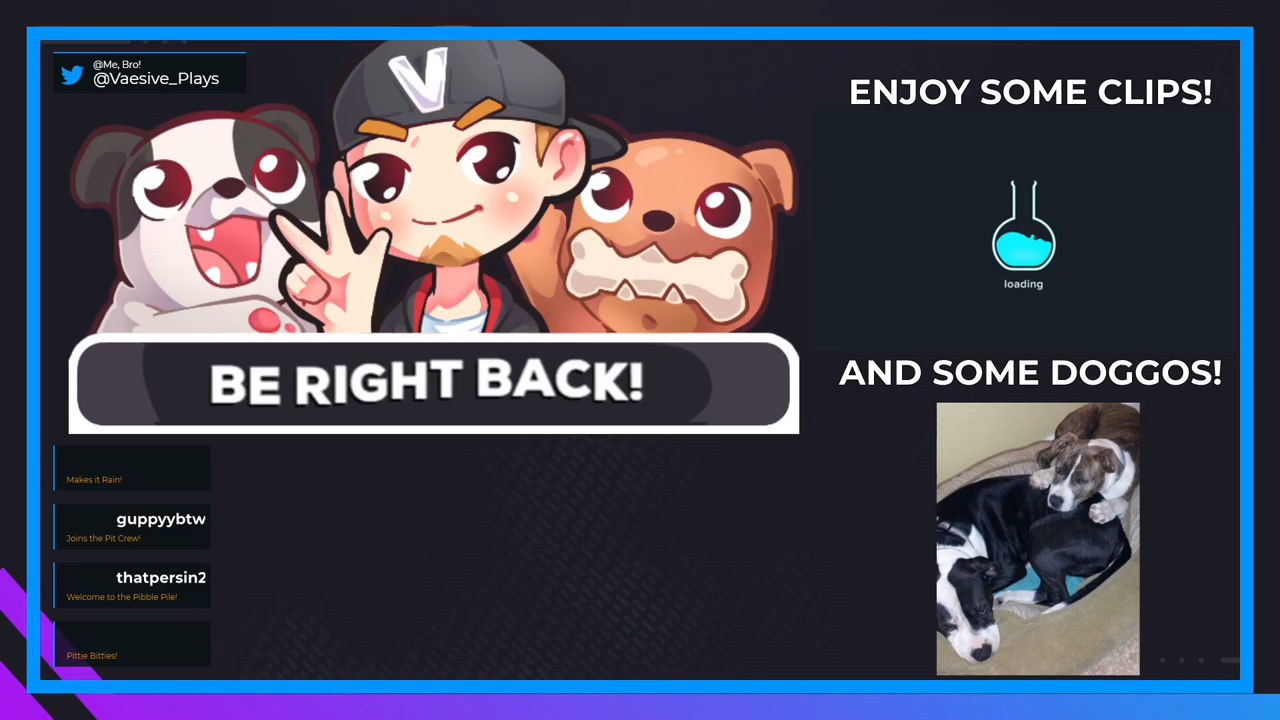 @Me, Bro!
@Vaesive_Plays
V
BE RIGHT BACK!
ENJOY SOME CLIPS!
loading
AND SOME DOGGOS!
Makes it Rain!
guppyybtw
Joins the Pit Crew!
thatpersin2
Welcome to the Pibble Pile!
Pittie Bitties!